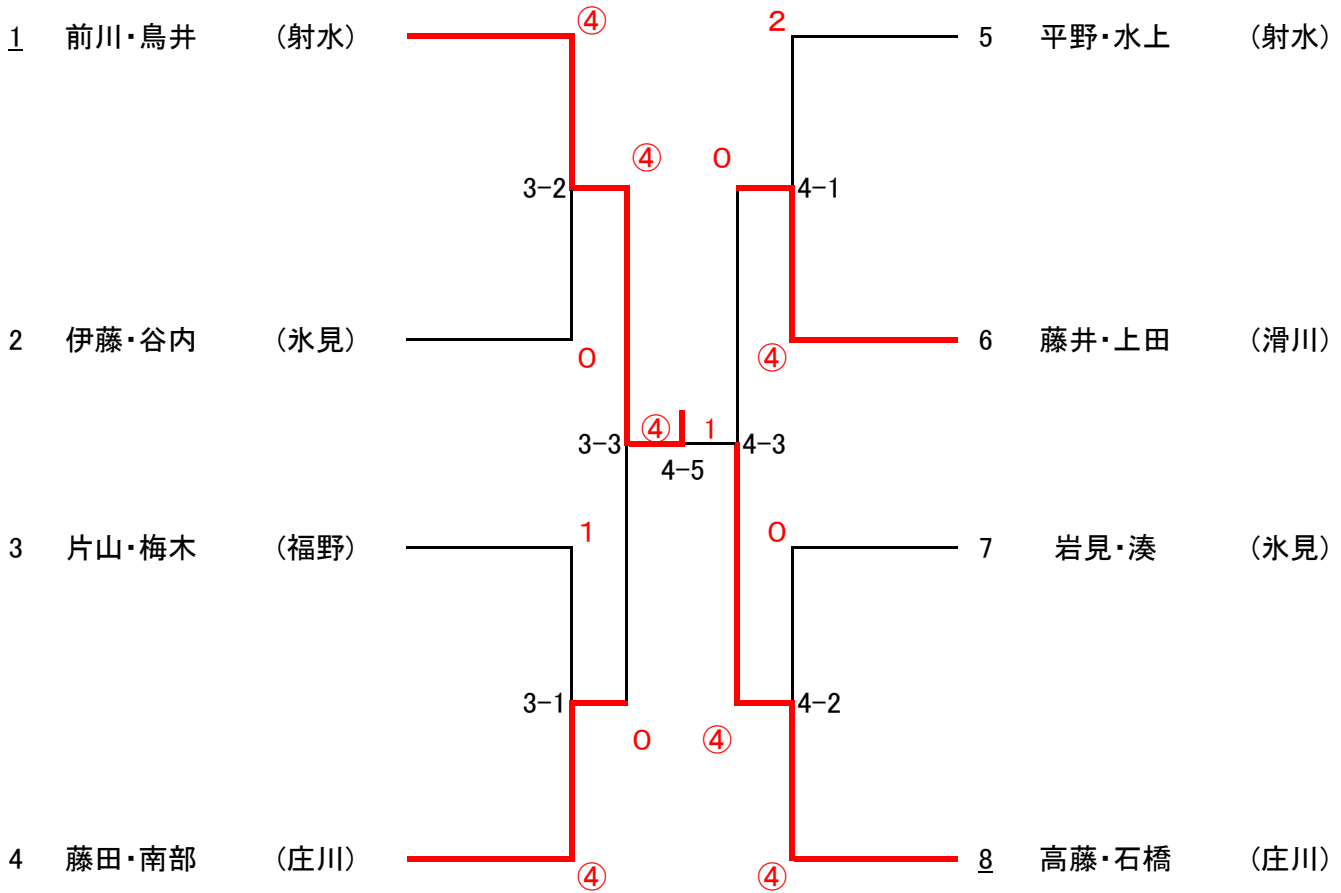 ④ 2
1 前川・鳥井 （射水） 5 平野・水上 （射水）
④ 0
3-2 4-1
2 伊藤・谷内 （氷見） 6 藤井・上田 （滑川）
0 ④
④ 1
3-3 4-3
4-5
1 0
3 片山・梅木 （福野） 7 岩見・湊 （氷見）
3-1 4-2
0 ④
4 藤田・南部 （庄川） 8 高藤・石橋 （庄川）
④ ④